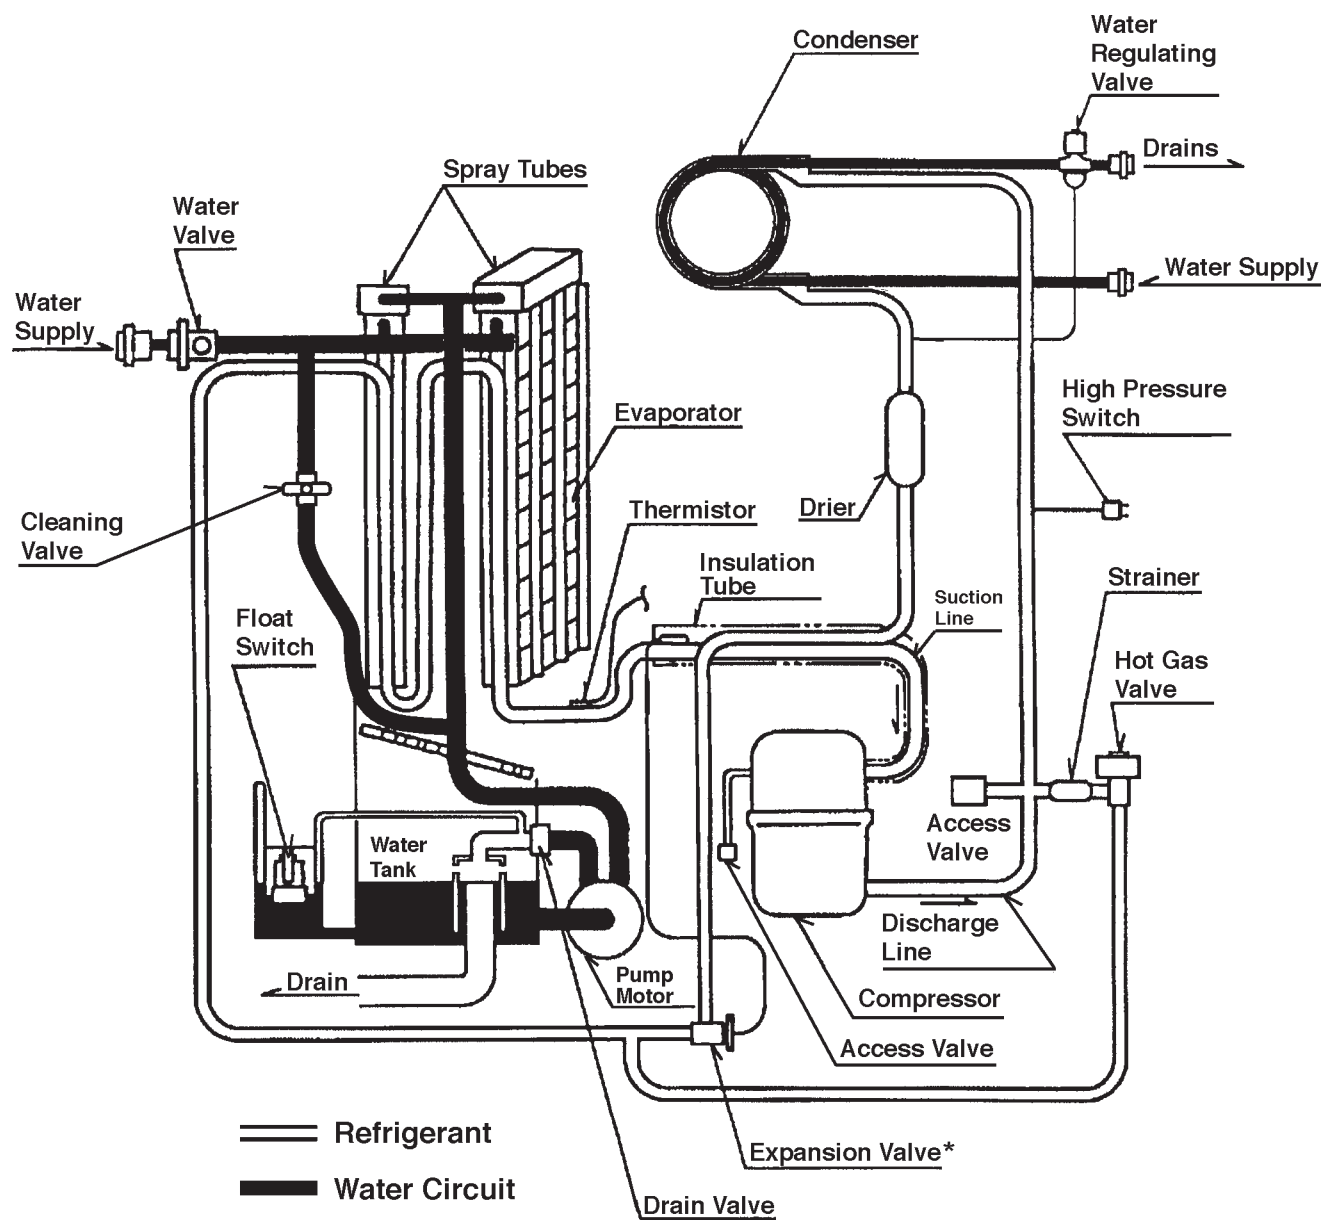 Water
Regulating
Valve
Condenser
Drains
Spray Tubes
Water
Valve
Water Supply
Water
Supply
High Pressure
Switch
Evaporator
Thermistor
Drier
Cleaning
Valve
Insulation
Tube
Suction
Line
Strainer
Float
Switch
Hot Gas
Valve
Water
Tank
Access
Valve
Discharge
Line
Drain
Pump
Motor
Compressor
Access Valve
Refrigerant
Expansion Valve*
Water Circuit
Drain Valve